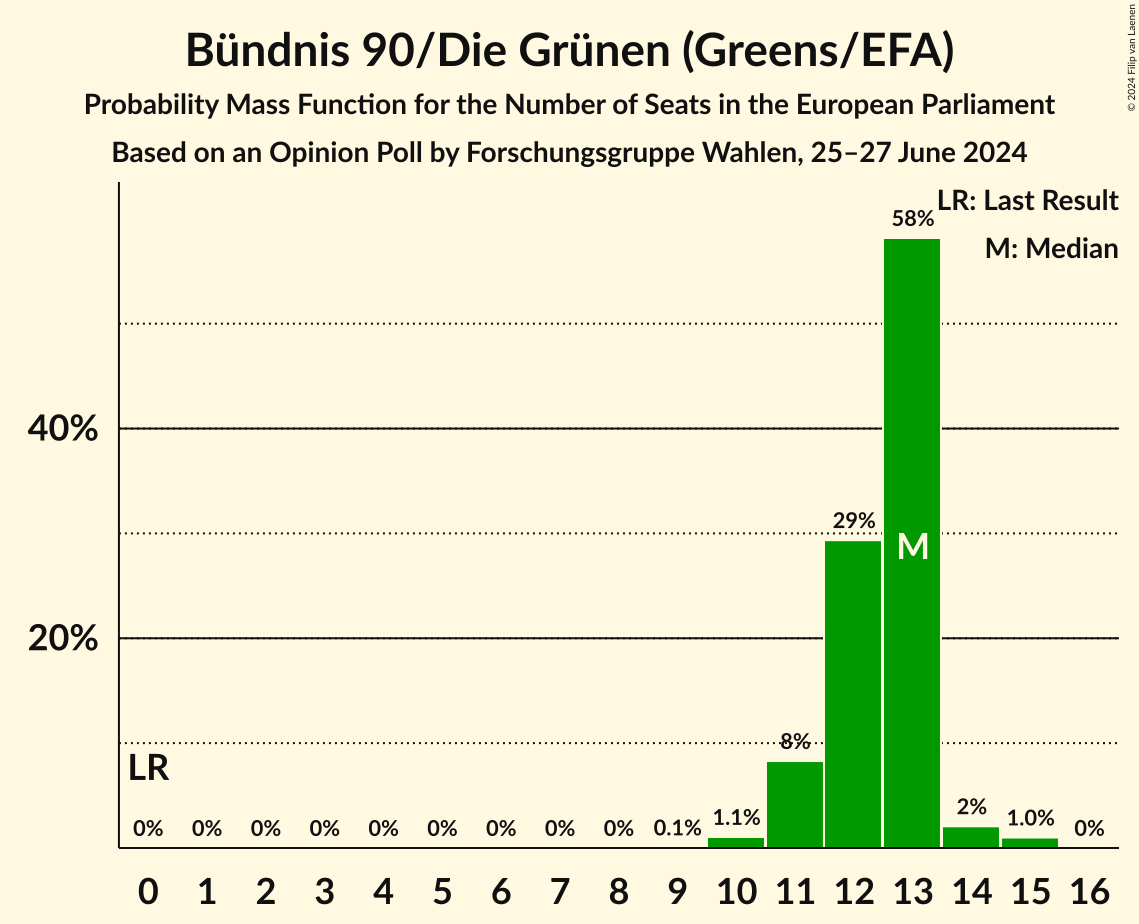 Bündnis 90/Die Grünen (Greens/EFA)
Probability Mass Function for the Number of Seats in the European Parliament
Based on an Opinion Poll by Forschungsgruppe Wahlen, 25–27 June 2024
© 2024 Filip van Laenen
LR: Last Result
M: Median
58%
40%
29%
M
20%
8%
LR
0% 0% 0% 0% 0% 0% 0% 0% 0% 0.1% 1.1% 2% 1.0% 0%
0 1 2 3 4 5 6 7 8 9 10 11 12 13 14 15 16